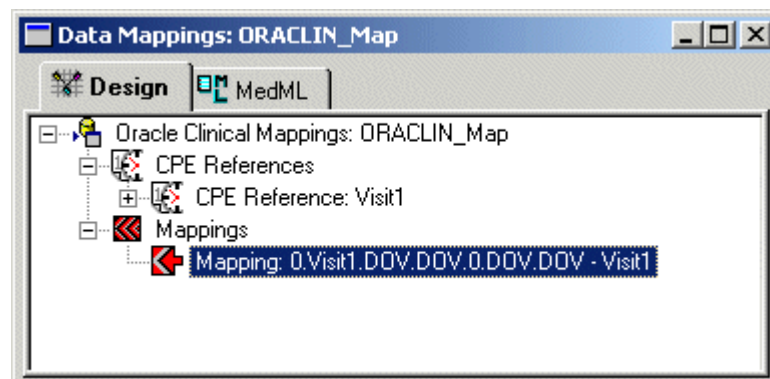 Data Mappings: ORACLIN_Map
Design MedML
Oracle Clinical Mappings: ORACLIN_Map
CPE References
CPE Reference: Visit1
Mappings
Mapping: 0.Visit1.DOV.DOV.0.DOV.DOV - Visit1